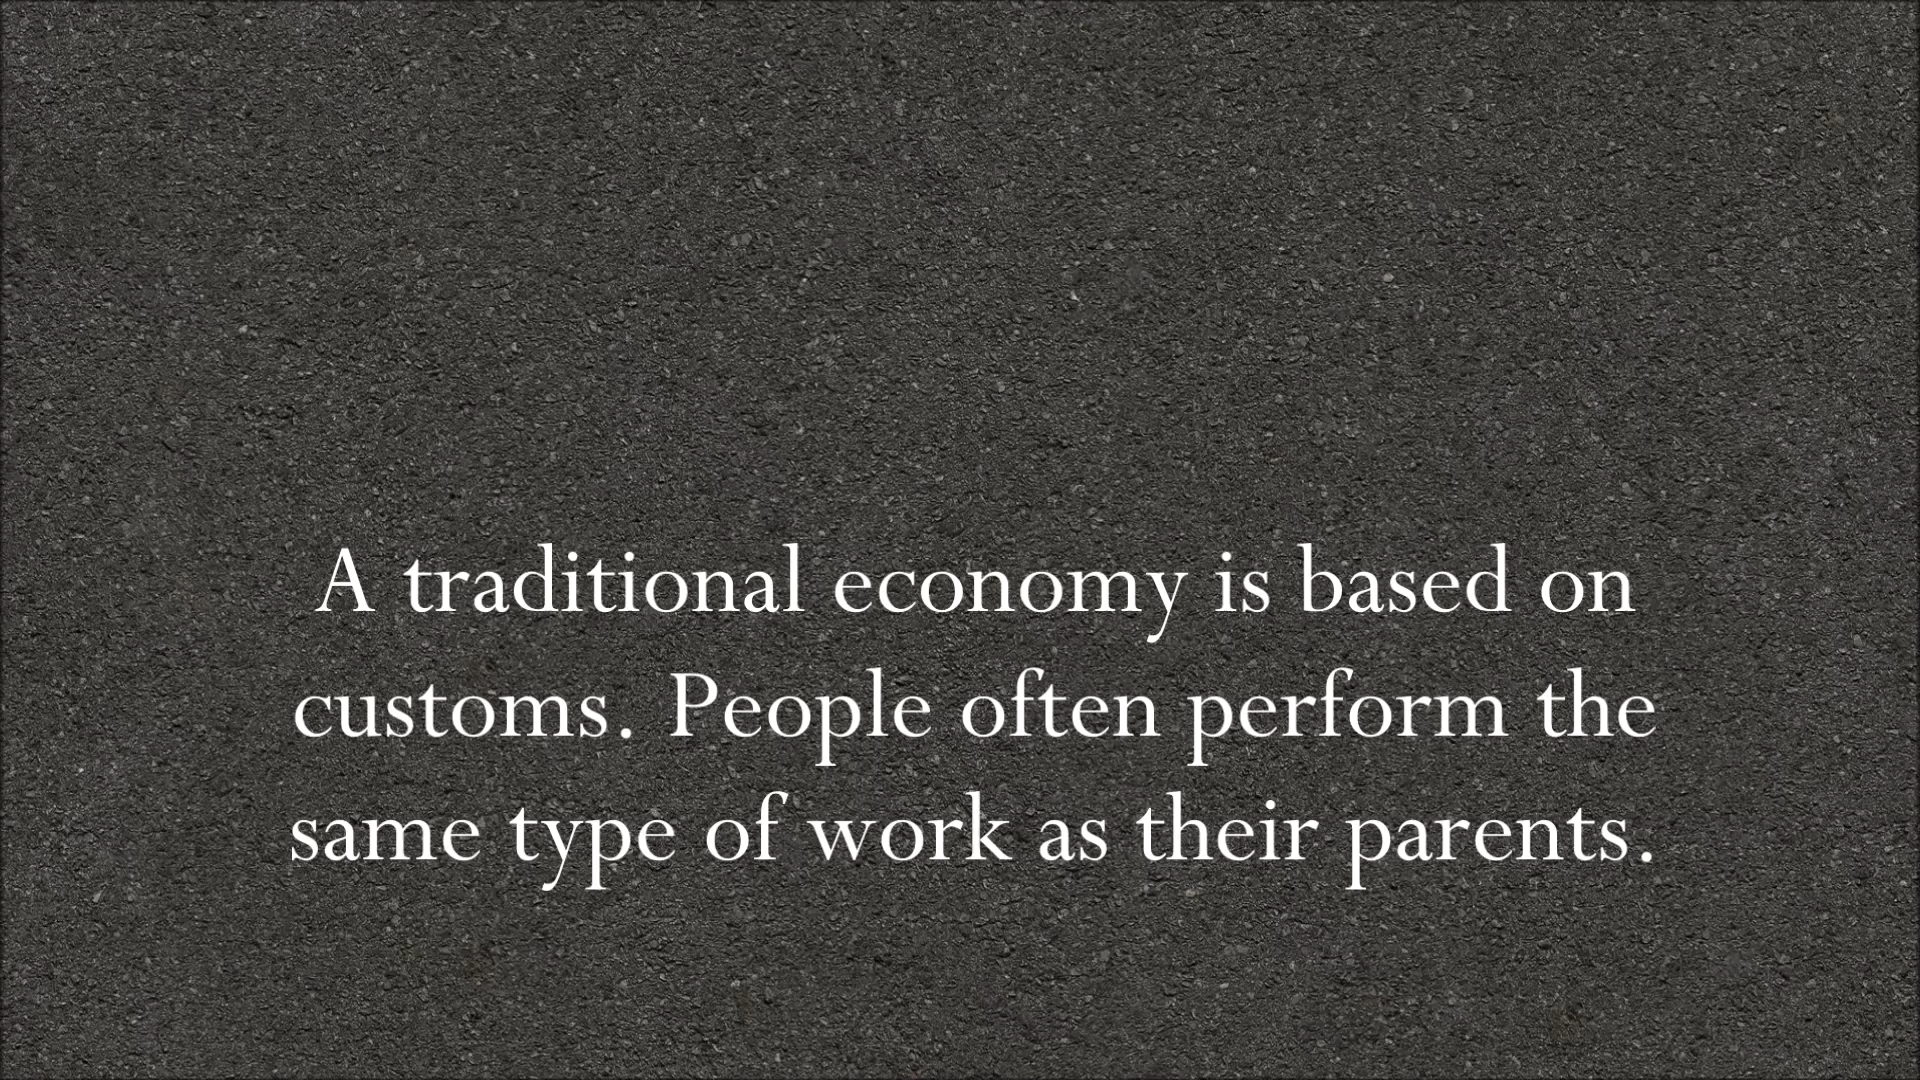 A traditional economy is based on
customs. People often perform the
same type of work as their parents.